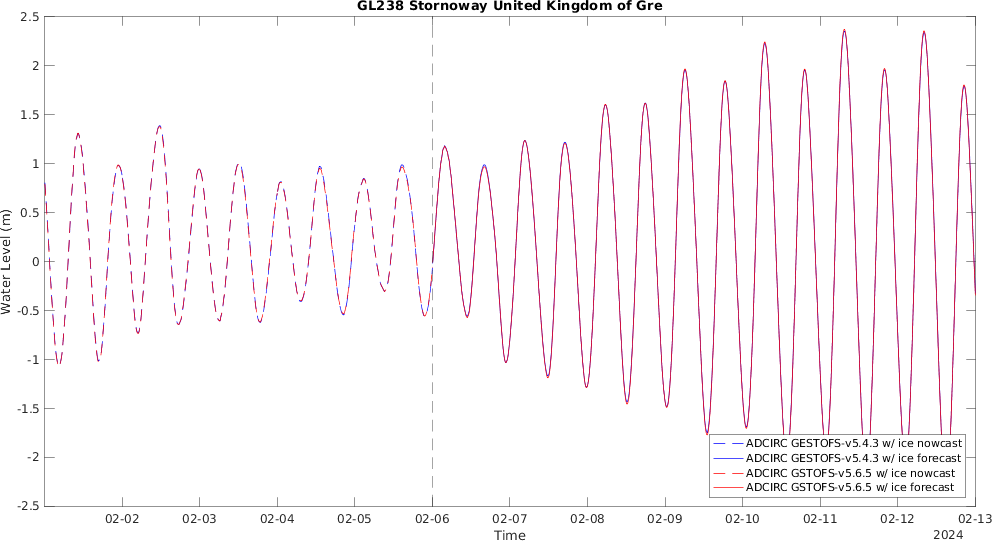 GL238 Stornoway United Kingdom of Gre
2.5
2
1.5
1
0.5
0
-0.5
-1
-1.5
-2
-2.5
Water Level (m)
ADCIRC GESTOFS-v5.4.3 w/ ice nowcast
ADCIRC GESTOFS-v5.4.3 w/ ice forecast
ADCIRC GSTOFS-v5.6.5 w/ ice nowcast
ADCIRC GSTOFS-v5.6.5 w/ ice forecast
02-02 02-03 02-04 02-05 02-06 02-07 02-08 02-09 02-10 02-11 02-12 02-13
Time
2024